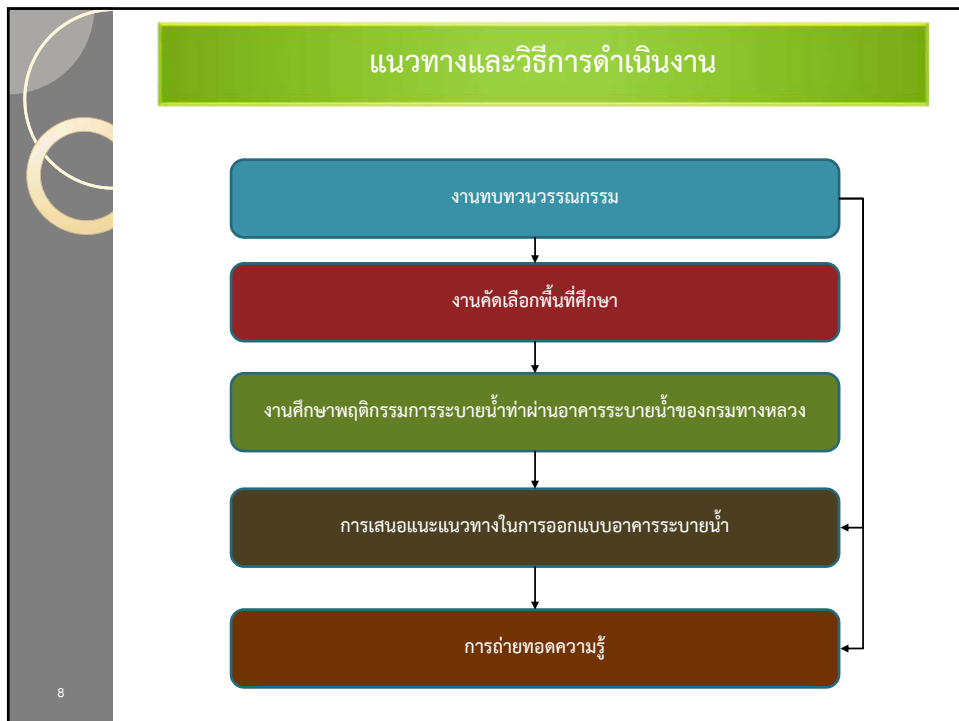 แนวทางและวิธีการดำเนินงาน
งานทบทวนวรรณกรรม
งานคัดเลือกพื้นที่ศึกษา
งานศึกษาพฤติกรรมการระบายน้ำท่าผ่านอาคารระบายน้ำของกรมทางหลวง
การเสนอแนะแนวทางในการออกแบบอาคารระบายน้ำ
การถ่ายทอดความรู้
8